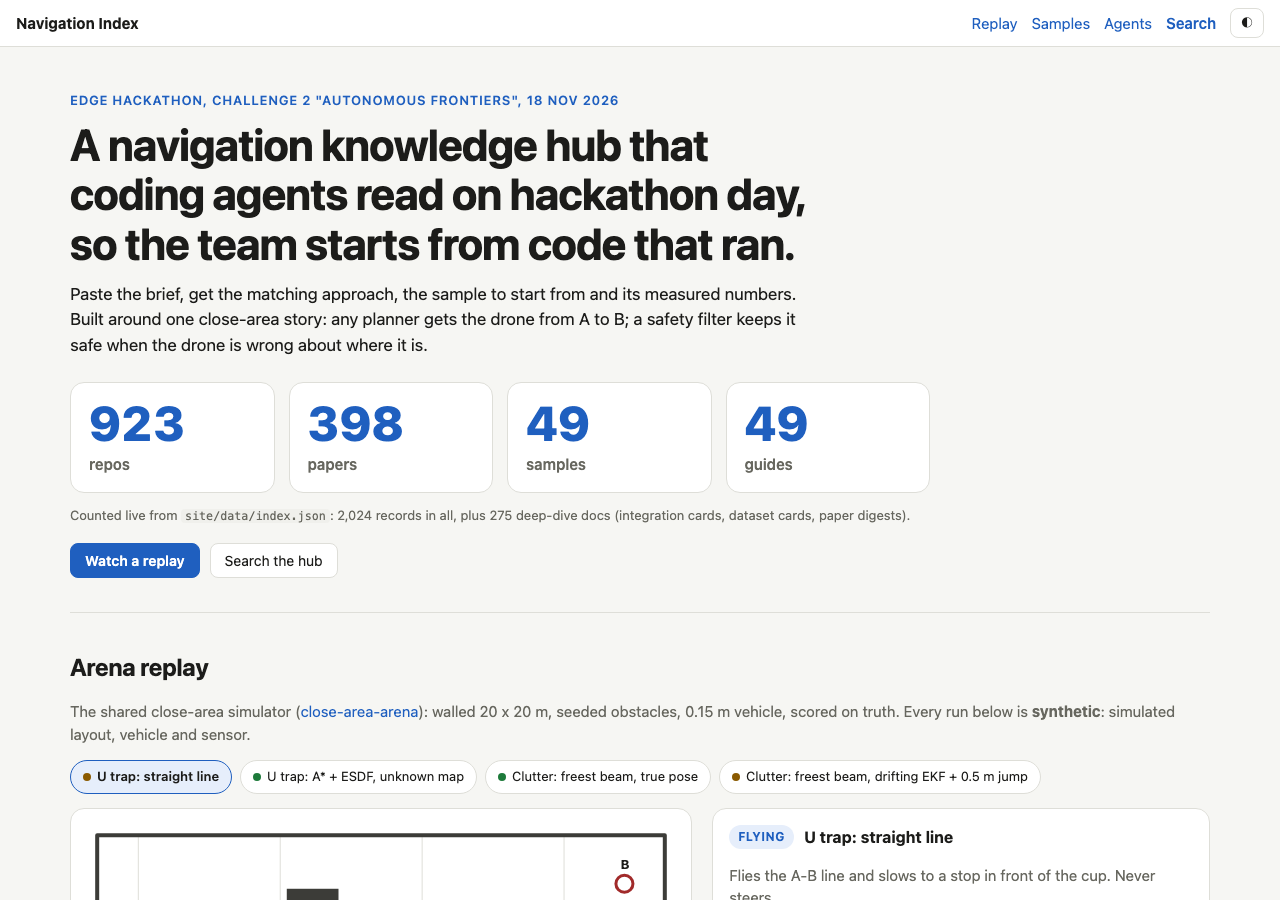 Navigation Index
Replay Samples Agents Search
EDGE HACKATHON, CHALLENGE 2 "AUTONOMOUS FRONTIERS", 18 NOV 2026
A navigation knowledge hub that
coding agents read on hackathon day,
so the team starts from code that ran.
Paste the brief, get the matching approach, the sample to start from and its measured numbers.
Built around one close-area story: any planner gets the drone from A to B; a safety filter keeps it
safe when the drone is wrong about where it is.
923
repos
398
papers
49
samples
49
guides
Counted live from site/data/index.json: 2,024 records in all, plus 275 deep-dive docs (integration cards, dataset cards, paper digests).
Watch a replay
Search the hub
Arena replay
The shared close-area simulator (close-area-arena): walled 20 x 20 m, seeded obstacles, 0.15 m vehicle, scored on truth. Every run below is synthetic: simulated
layout, vehicle and sensor.
U trap: straight line
U trap: A* + ESDF, unknown map
Clutter: freest beam, true pose
Clutter: freest beam, drifting EKF + 0.5 m jump
B
FLYING U trap: straight line
Flies the A-B line and slows to a stop in front of the cup. Never
steers.